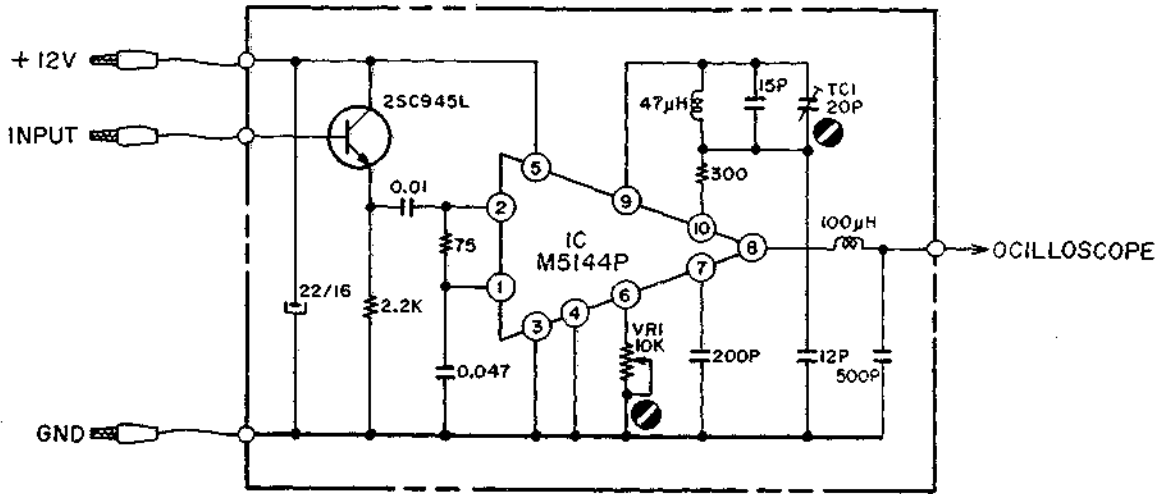 +12V
INPUT
GND
2SC945L
22/16
2.2K
0.01
75
0.047
2
1
5
9
10
8
7
6
4
3
IC
M5144P
47µH
15P
TC1
20P
300
100µH
OCILLOSCOPE
VR1
10K
200P
12P
500P